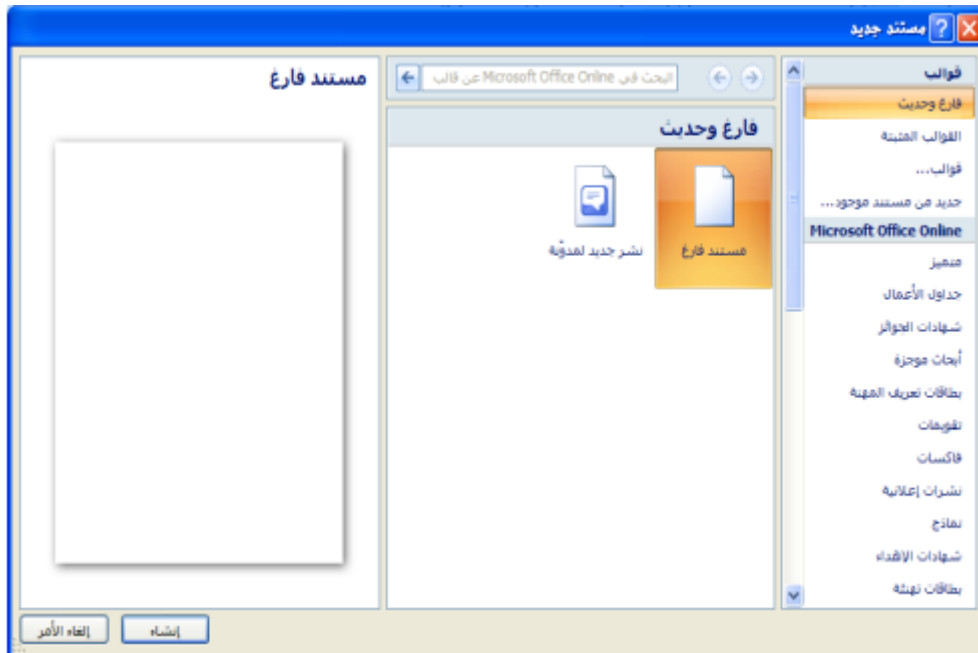 مستند جديد
قوالب
فارغ وحديث
القوالب المثبتة
قوالب...
جديد من مستند موجود...
Microsoft Office Online
متميز
جداول الأعمال
شهادات الجوائز
أبحاث موجزة
بطاقات تعريف المهنة
تقويمات
فاكسات
نشرات إعلانية
نماذج
شهادات الإهداء
بطاقات تهنئة
البحث في Microsoft Office Online عن قالب
فارغ وحديث
مستند فارغ
نشر جديد لمدوّنة
مستند فارغ
إنشاء
إلغاء الأمر